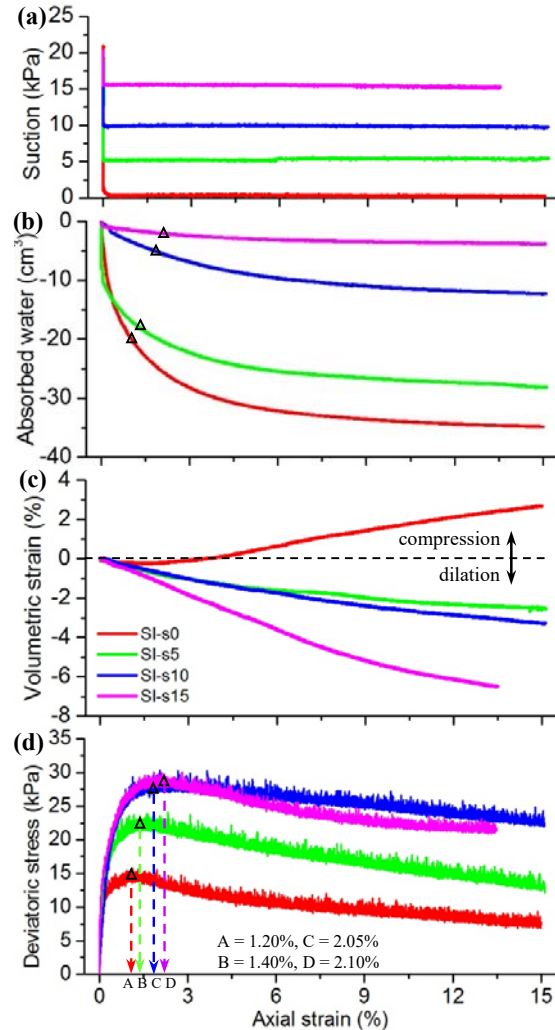 (a)
25
20
15
10
5
0
Suction (kPa)
(b)
0
-10
-20
-30
-40
Absorbed water (cm³)
(c)
4
2
0
-2
-4
-6
-8
Volumetric strain (%)
compression
dilation
SI-s0
SI-s5
SI-s10
SI-s15
(d)
35
30
25
20
15
10
5
0
Deviatoric stress (kPa)
A = 1.20%, C = 2.05%
B = 1.40%, D = 2.10%
A B C D
0 3 6 9 12 15
Axial strain (%)